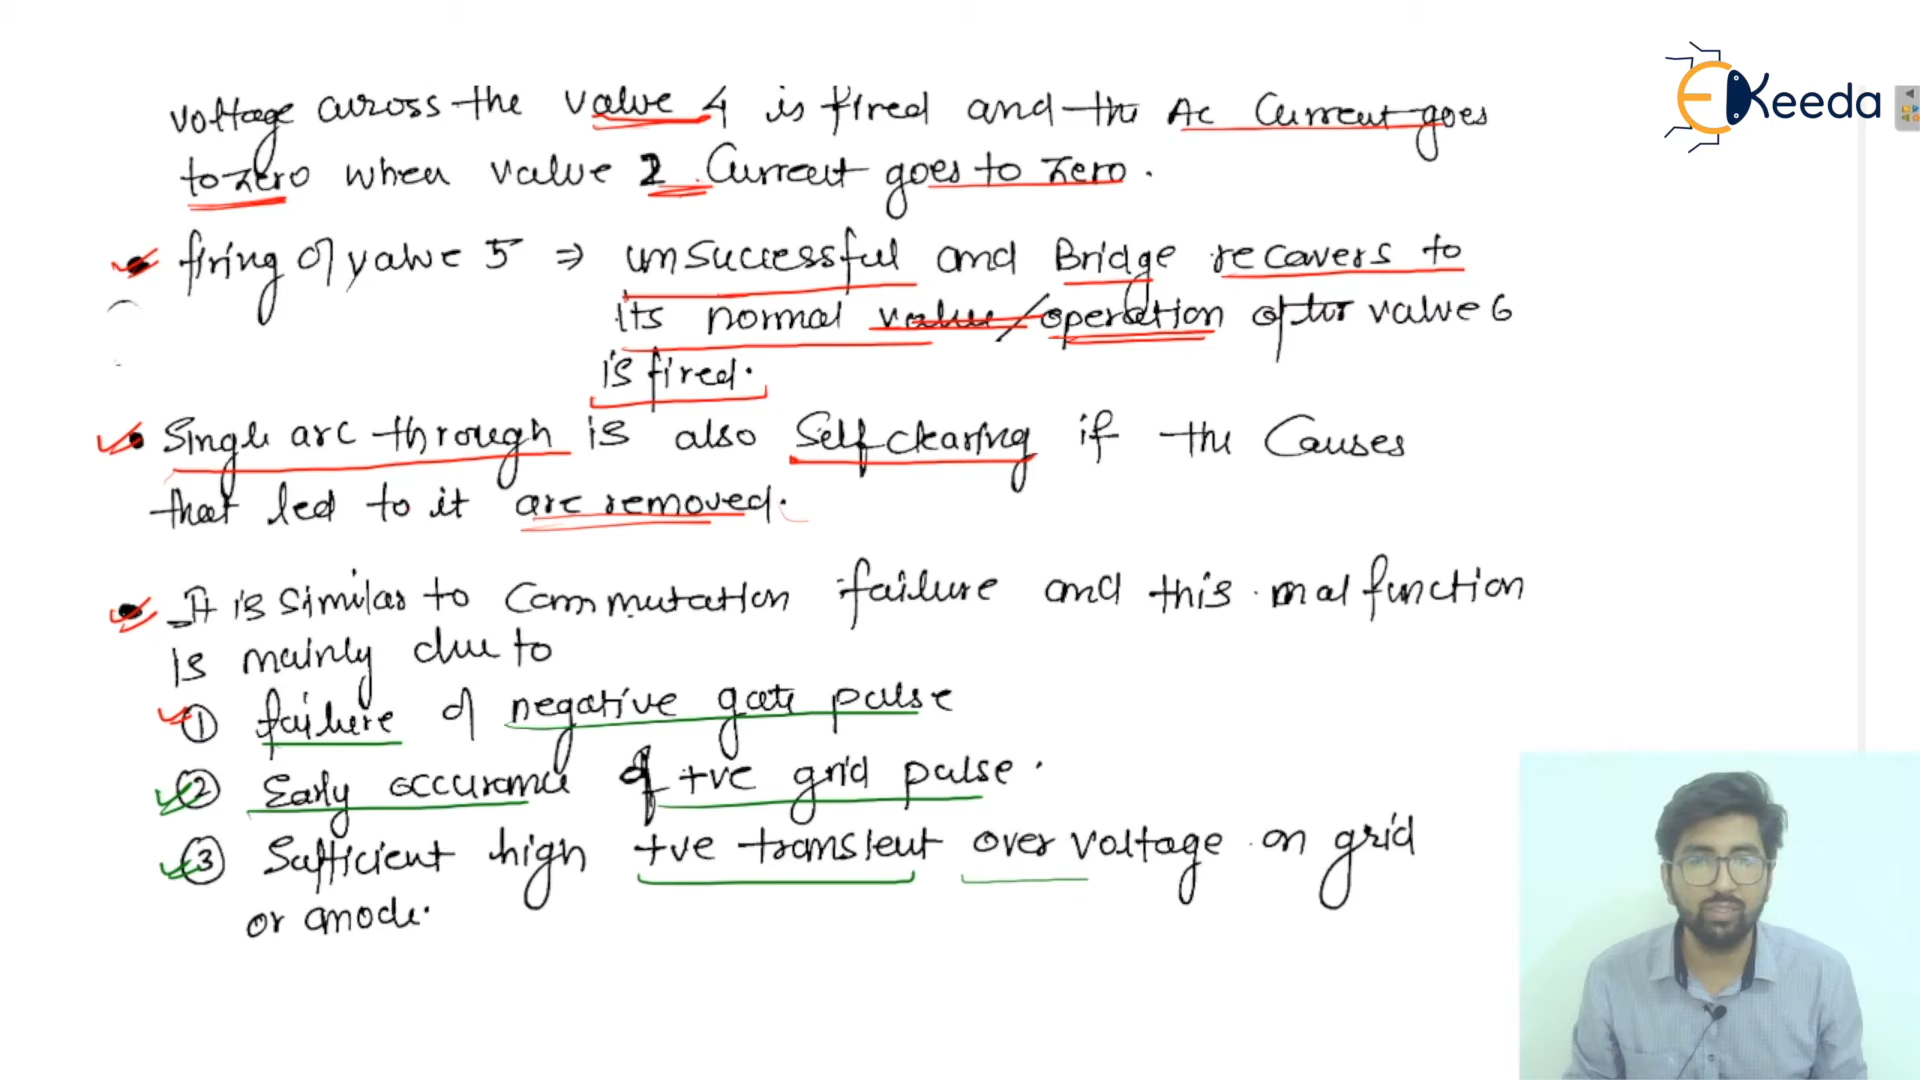 voltage across the valve 4 is fired and the Ac Current goes
to zero when valve 2 Current goes to zero.
firing of valve 5 ⇒ unsuccessful and Bridge recovers to
its normal value/operation after valve 6
is fired.
Single arc through is also Self clearing if the Causes
that led to it are removed.
It is similar to Commutation failure and this malfunction
is mainly due to
① failure of negative gate pulse
② Early occurance of +ve grid pulse.
③ Sufficient high +ve transient over voltage on grid
or anode.
EKeeda